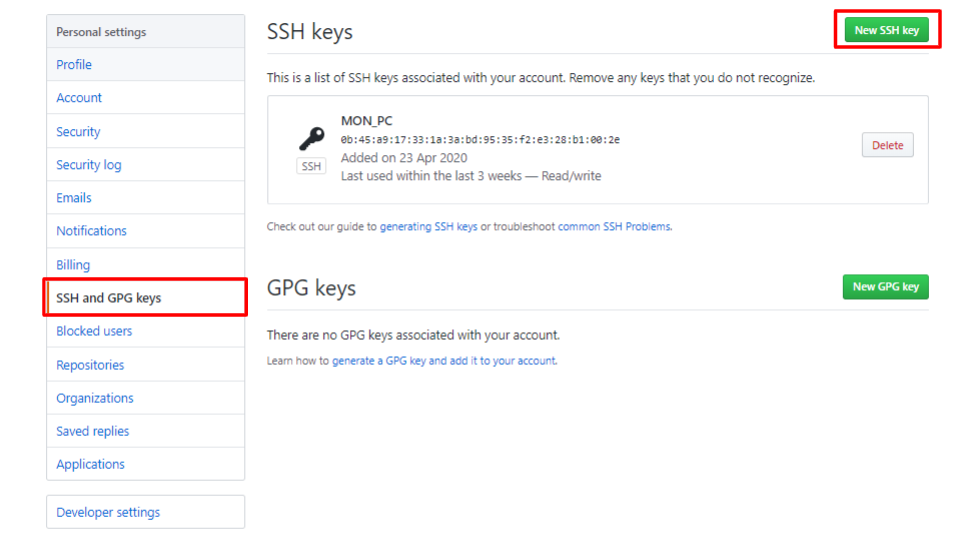 Personal settings
Profile
Account
Security
Security log
Emails
Notifications
Billing
SSH and GPG keys
Blocked users
Repositories
Organizations
Saved replies
Applications
Developer settings
SSH keys
New SSH key
This is a list of SSH keys associated with your account. Remove any keys that you do not recognize.
MON_PC
0b:45:a9:17:33:1a:3a:bd:95:35:f2:e3:28:b1:00:2e
SSH
Added on 23 Apr 2020
Last used within the last 3 weeks — Read/write
Delete
Check out our guide to generating SSH keys or troubleshoot common SSH Problems.
GPG keys
New GPG key
There are no GPG keys associated with your account.
Learn how to generate a GPG key and add it to your account.